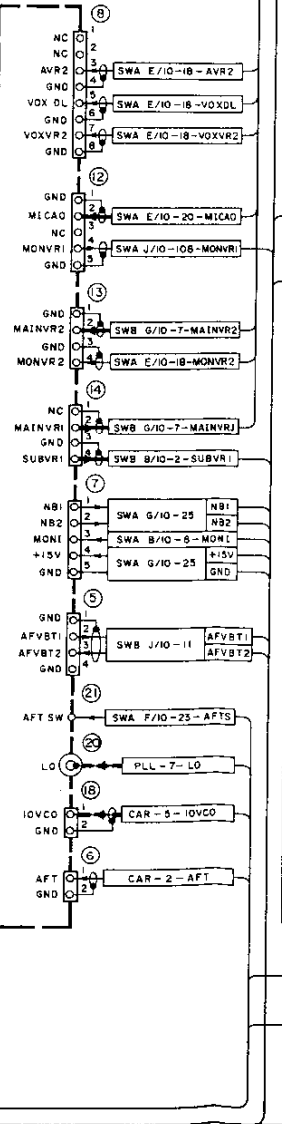 8
NC 1
NC 2
AVR2 3 SWA E/10-18-AVR2
GND 4
VOX DL 5 SWA E/10-18-VOXDL
GND 6
VOXVR2 7 SWA E/10-18-VOXVR2
GND 8
12
GND 1
MICAO 2 SWA E/10-20-MICAO
NC 3
MONVR1 4 SWA J/10-106-MONVR1
GND 5
13
GND 1
MAINVR2 2 SWB G/10-7-MAINVR2
GND 3
MONVR2 4 SWA E/10-18-MONVR2
14
NC 1
MAINVR1 2 SWB G/10-7-MAINVR1
GND 3
SUBVR1 4 SWB B/10-2-SUBVR1
7
NB1 1 SWA G/10-25 NB1
NB2 2 NB2
MONI 3 SWA B/10-6-MONI
+15V 4 SWA G/10-25 +15V
GND 5 GND
5
GND 1
AFVBT1 2 SWB J/10-11 AFVBT1
AFVBT2 3 AFVBT2
GND 4
21
AFT SW SWA F/10-23-AFTS
20
LO PLL-7-LO
18
10VCO 1 CAR-5-10VCO
GND 2
6
AFT 1 CAR-2-AFT
GND 2